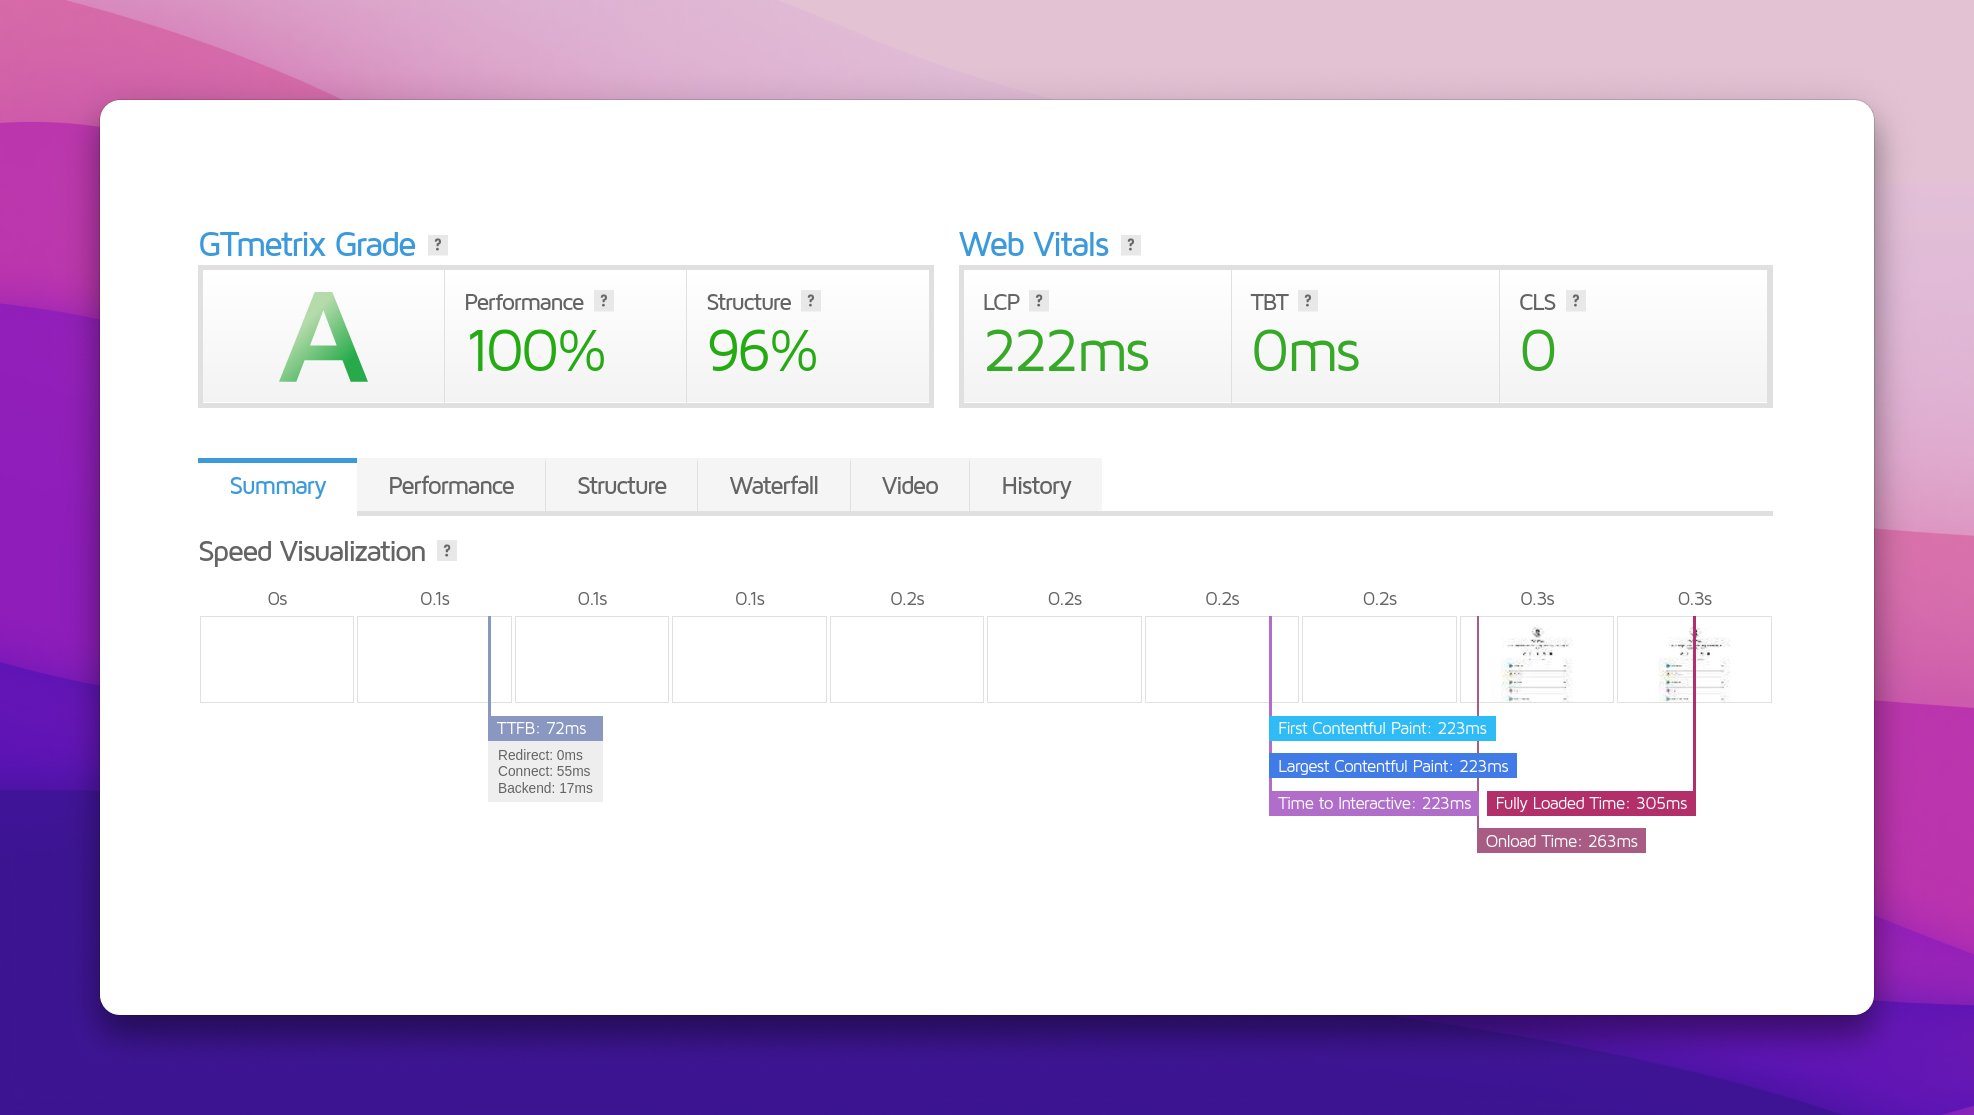 GTmetrix Grade ?
Web Vitals ?
A
Performance ?
100%
Structure ?
96%
LCP ?
222ms
TBT ?
0ms
CLS ?
0
Summary Performance Structure Waterfall Video History
Speed Visualization ?
0s 0.1s 0.1s 0.1s 0.2s 0.2s 0.2s 0.2s 0.3s 0.3s
TTFB: 72ms
Redirect: 0ms
Connect: 55ms
Backend: 17ms
First Contentful Paint: 223ms
Largest Contentful Paint: 223ms
Time to Interactive: 223ms
Fully Loaded Time: 305ms
Onload Time: 263ms